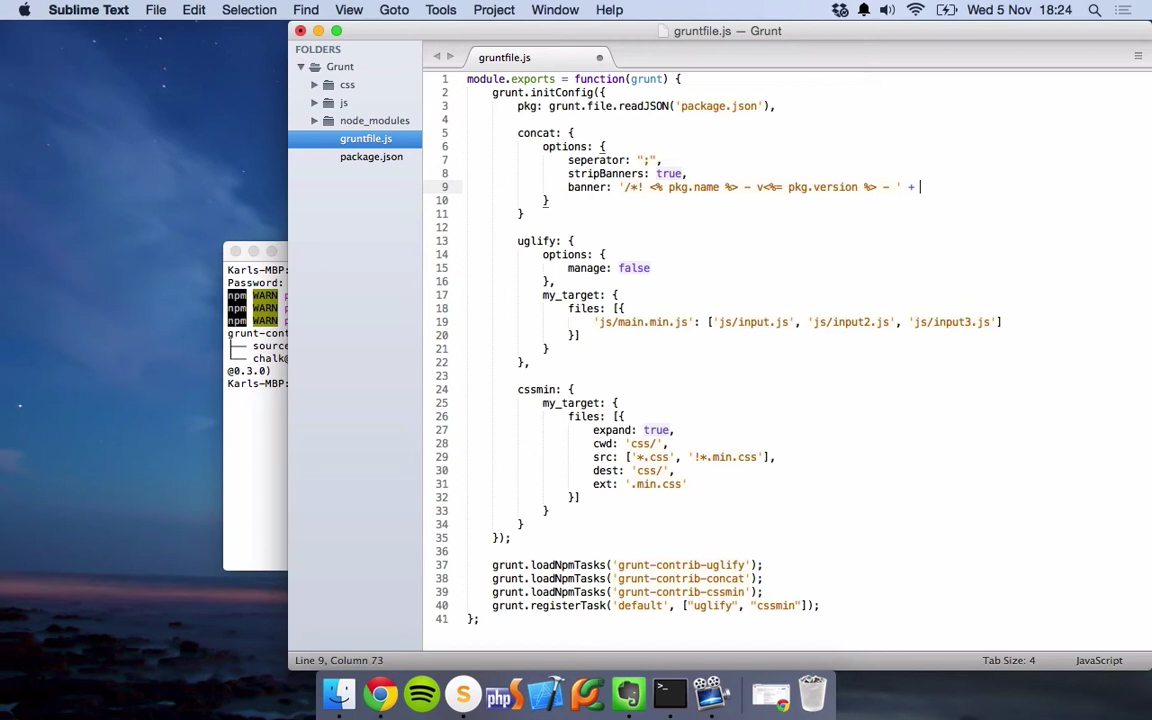 Sublime Text File Edit Selection Find View Goto Tools Project Window Help Wed 5 Nov 18:24
gruntfile.js — Grunt
FOLDERS
Grunt
css
js
node_modules
gruntfile.js
package.json
gruntfile.js
1 module.exports = function(grunt) {
2 grunt.initConfig({
3 pkg: grunt.file.readJSON('package.json'),
4
5 concat: {
6 options: {
7 seperator: ";",
8 stripBanners: true,
9 banner: '/*! <% pkg.name %> - v<%= pkg.version %> - ' +
10 }
11 }
12
13 uglify: {
14 options: {
15 manage: false
16 },
17 my_target: {
18 files: [{
19 'js/main.min.js': ['js/input.js', 'js/input2.js', 'js/input3.js']
20 }]
21 }
22 },
23
24 cssmin: {
25 my_target: {
26 files: [{
27 expand: true,
28 cwd: 'css/',
29 src: ['*.css', '!*.min.css'],
30 dest: 'css/',
31 ext: '.min.css'
32 }]
33 }
34 }
35 });
36
37 grunt.loadNpmTasks('grunt-contrib-uglify');
38 grunt.loadNpmTasks('grunt-contrib-concat');
39 grunt.loadNpmTasks('grunt-contrib-cssmin');
40 grunt.registerTask('default', ["uglify", "cssmin"]);
41 };
Karls-MBP:
Password:
npm WARN p
npm WARN p
npm WARN p
grunt-cont
├── source
└── chalk@
@0.3.0)
Karls-MBP:
Line 9, Column 73 Tab Size: 4 JavaScript
php